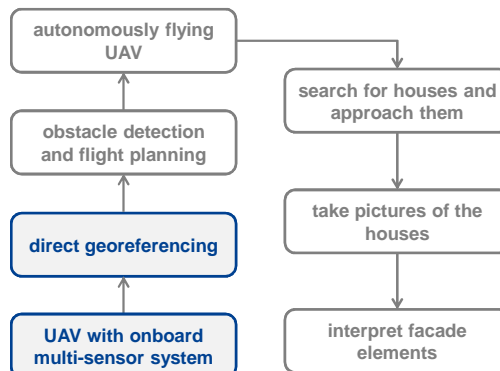 autonomously flying
UAV
search for houses and
approach them
obstacle detection
and flight planning
take pictures of the
houses
direct georeferencing
UAV with onboard
multi-sensor system
interpret facade
elements